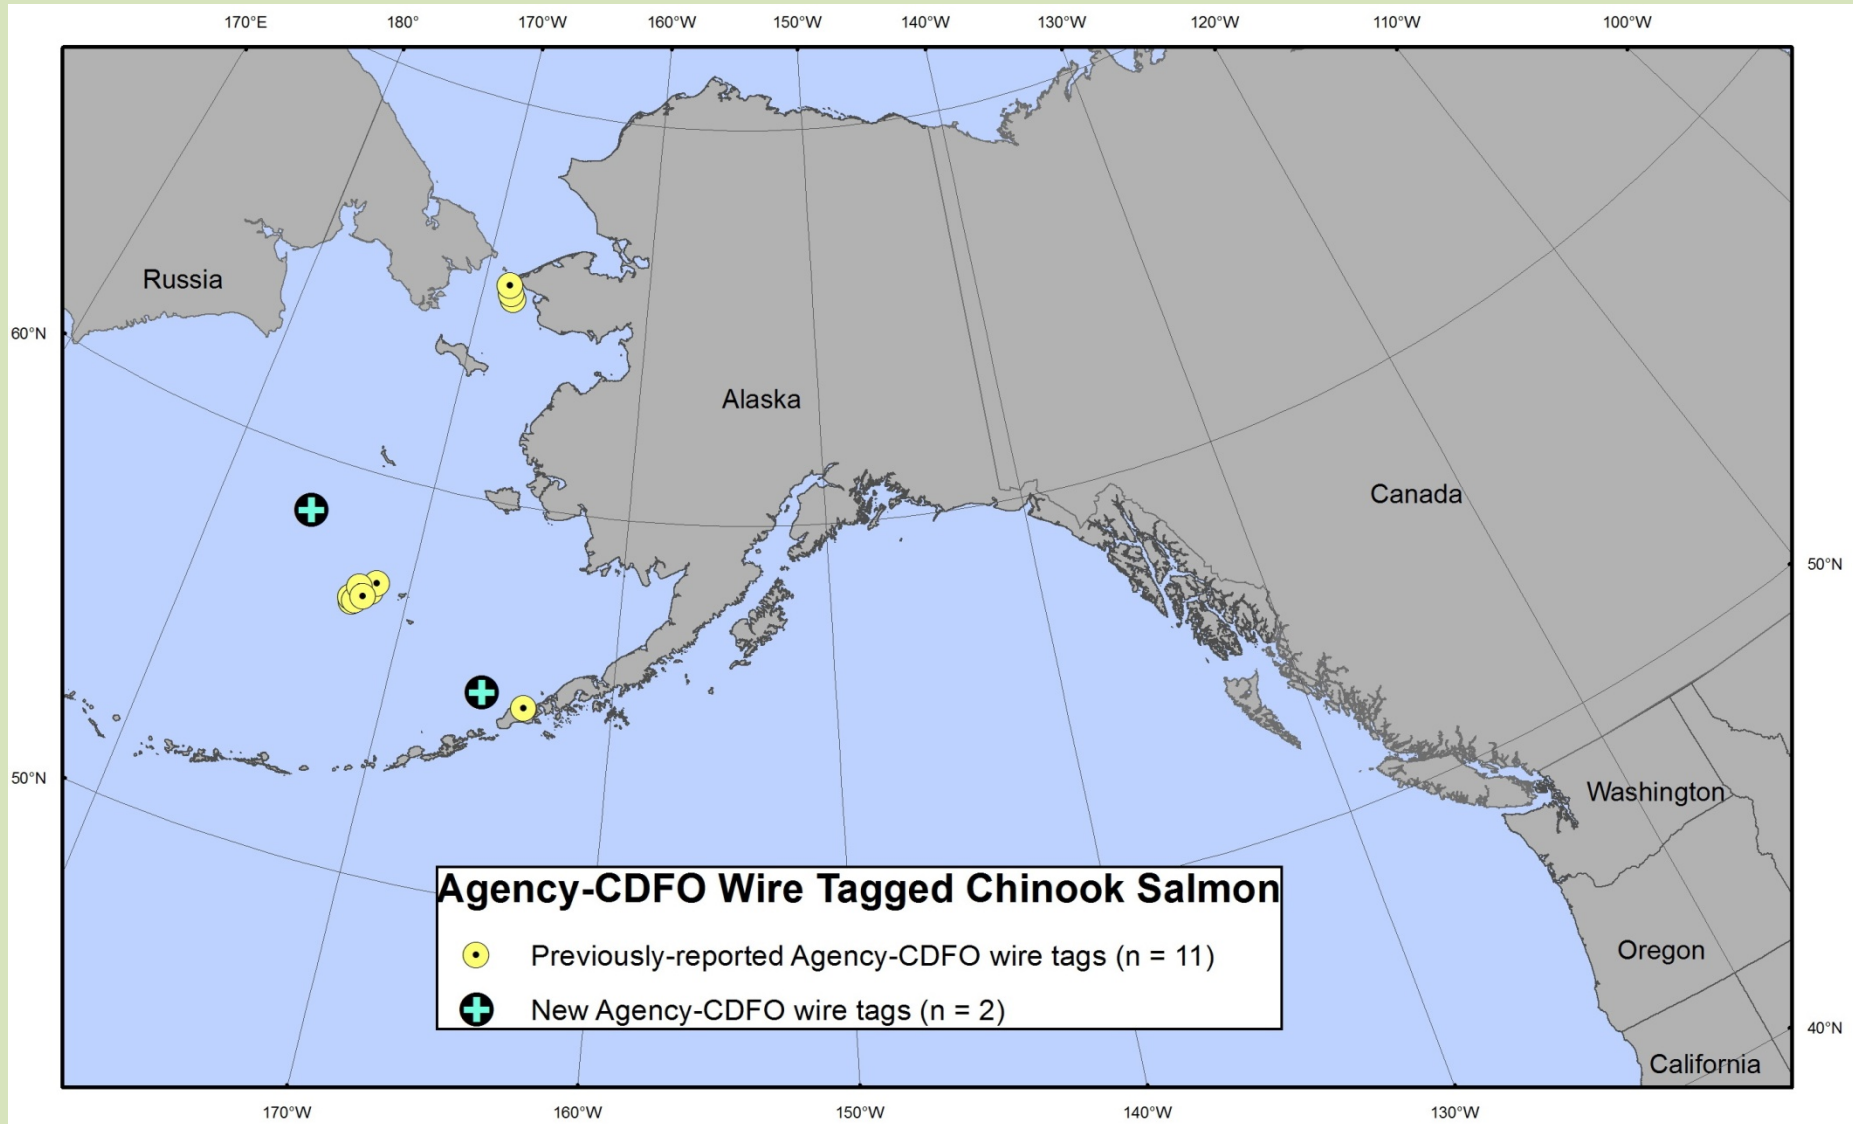 170°E 180° 170°W 160°W 150°W 140°W 130°W 120°W 110°W 100°W
Russia
60°N
Alaska
Canada
50°N
50°N
Washington
Agency-CDFO Wire Tagged Chinook Salmon
Previously-reported Agency-CDFO wire tags (n = 11)
New Agency-CDFO wire tags (n = 2)
Oregon
40°N
California
170°W 160°W 150°W 140°W 130°W